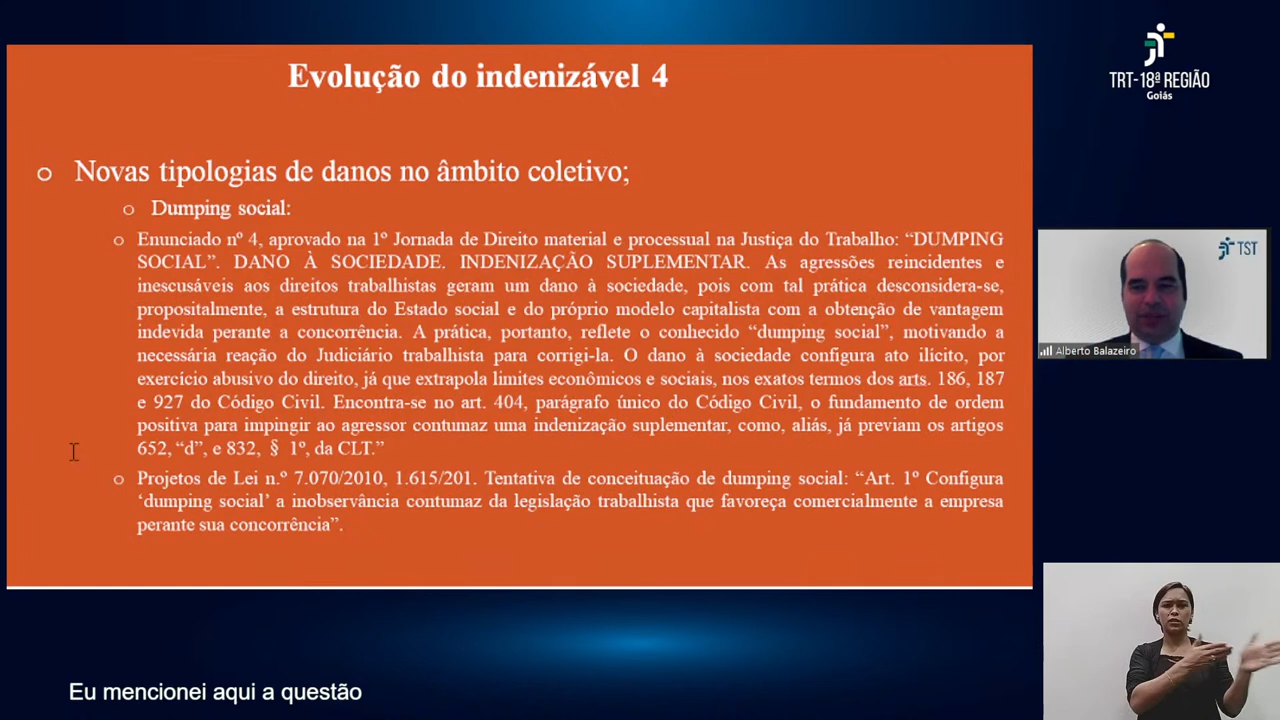 Evolução do indenizável 4
TRT-18ª REGIÃO
Goiás
o Novas tipologias de danos no âmbito coletivo;
o Dumping social:
o Enunciado nº 4, aprovado na 1º Jornada de Direito material e processual na Justiça do Trabalho: “DUMPING
SOCIAL”. DANO À SOCIEDADE. INDENIZAÇÃO SUPLEMENTAR. As agressões reincidentes e
inescusáveis aos direitos trabalhistas geram um dano à sociedade, pois com tal prática desconsidera-se,
propositalmente, a estrutura do Estado social e do próprio modelo capitalista com a obtenção de vantagem
indevida perante a concorrência. A prática, portanto, reflete o conhecido “dumping social”, motivando a
necessária reação do Judiciário trabalhista para corrigi-la. O dano à sociedade configura ato ilícito, por
exercício abusivo do direito, já que extrapola limites econômicos e sociais, nos exatos termos dos arts. 186, 187
e 927 do Código Civil. Encontra-se no art. 404, parágrafo único do Código Civil, o fundamento de ordem
positiva para impingir ao agressor contumaz uma indenização suplementar, como, aliás, já previam os artigos
652, “d”, e 832, § 1º, da CLT.”
o Projetos de Lei n.º 7.070/2010, 1.615/201. Tentativa de conceituação de dumping social: “Art. 1º Configura
‘dumping social’ a inobservância contumaz da legislação trabalhista que favoreça comercialmente a empresa
perante sua concorrência”.
TST
Alberto Balazeiro
Eu mencionei aqui a questão